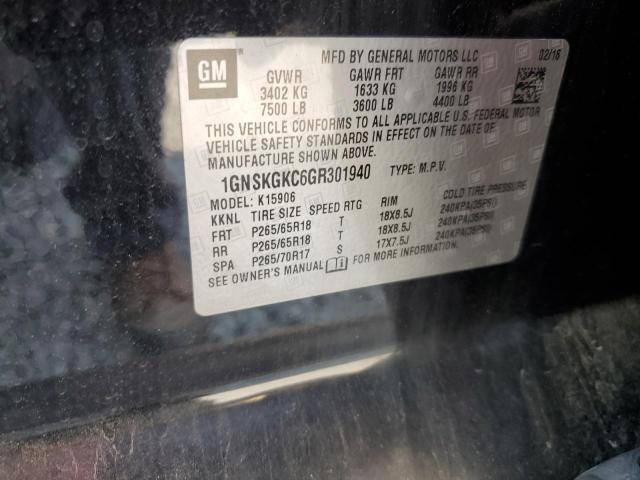 GM MFD BY GENERAL MOTORS LLC 02/16
GVWR GAWR FRT GAWR RR
3402 KG 1633 KG 1996 KG
7500 LB 3600 LB 4400 LB
THIS VEHICLE CONFORMS TO ALL APPLICABLE U.S. FEDERAL MOTOR
VEHICLE SAFETY STANDARDS IN EFFECT ON THE DATE OF
MANUFACTURE SHOWN ABOVE.
1GNSKGKC6GR301940 TYPE: M.P.V.
MODEL: K15906
KKNL TIRE SIZE SPEED RTG RIM COLD TIRE PRESSURE
FRT P265/65R18 T 18X8.5J 240KPA(35PSI)
RR P265/65R18 T 18X8.5J 240KPA(35PSI)
SPA P265/70R17 S 17X7.5J 240KPA(35PSI)
SEE OWNER'S MANUAL FOR MORE INFORMATION.